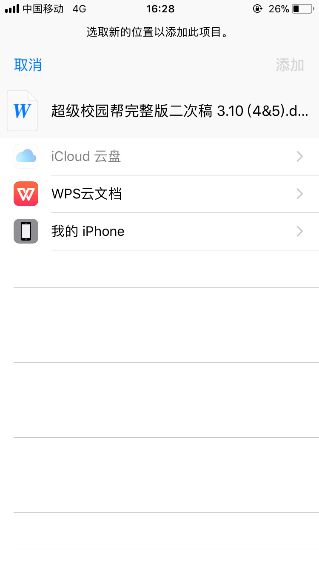 中国移动 4G 16:28 26%
选取新的位置以添加此项目。
取消 添加
W 超级校园帮完整版二次稿 3.10 (4&5).d...
iCloud 云盘
WPS云文档
我的 iPhone